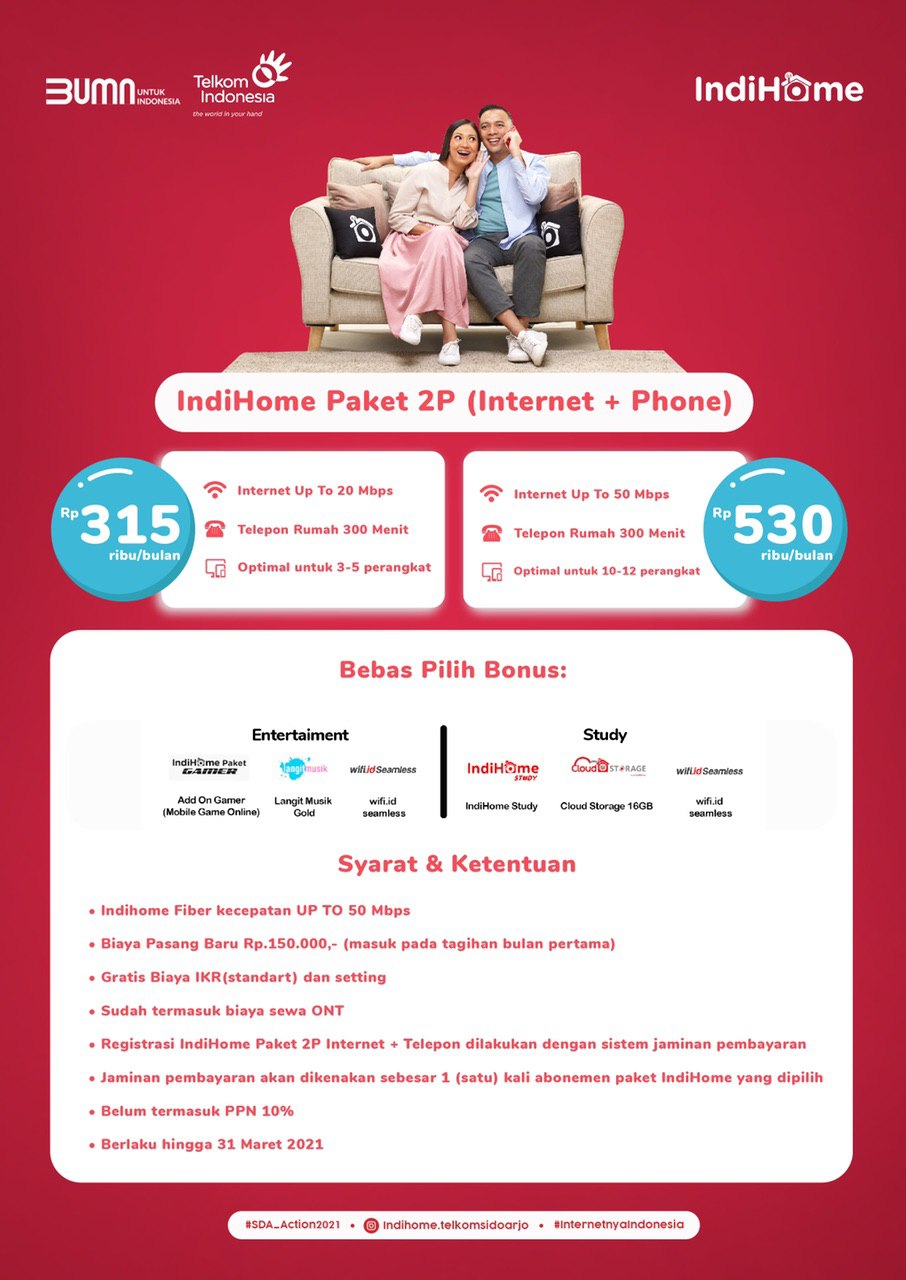 BUMN UNTUK INDONESIA
Telkom Indonesia
the world in your hand
IndiHome
IndiHome Paket 2P (Internet + Phone)
Rp 315
ribu/bulan
Internet Up To 20 Mbps
Telepon Rumah 300 Menit
Optimal untuk 3-5 perangkat
Internet Up To 50 Mbps
Telepon Rumah 300 Menit
Optimal untuk 10-12 perangkat
Rp 530
ribu/bulan
Bebas Pilih Bonus:
Entertaiment
IndiHome Paket
GAMER
langitmusik
wifi.id Seamless
Add On Gamer
(Mobile Game Online)
Langit Musik
Gold
wifi.id
seamless
Study
IndiHome
STUDY
Cloud STORAGE
wifi.id Seamless
IndiHome Study
Cloud Storage 16GB
wifi.id
seamless
Syarat & Ketentuan
• Indihome Fiber kecepatan UP TO 50 Mbps
• Biaya Pasang Baru Rp.150.000,- (masuk pada tagihan bulan pertama)
• Gratis Biaya IKR(standart) dan setting
• Sudah termasuk biaya sewa ONT
• Registrasi IndiHome Paket 2P Internet + Telepon dilakukan dengan sistem jaminan pembayaran
• Jaminan pembayaran akan dikenakan sebesar 1 (satu) kali abonemen paket IndiHome yang dipilih
• Belum termasuk PPN 10%
• Berlaku hingga 31 Maret 2021
#SDA_Action2021 • Indihome.telkomsidoarjo • #InternetnyaIndonesia